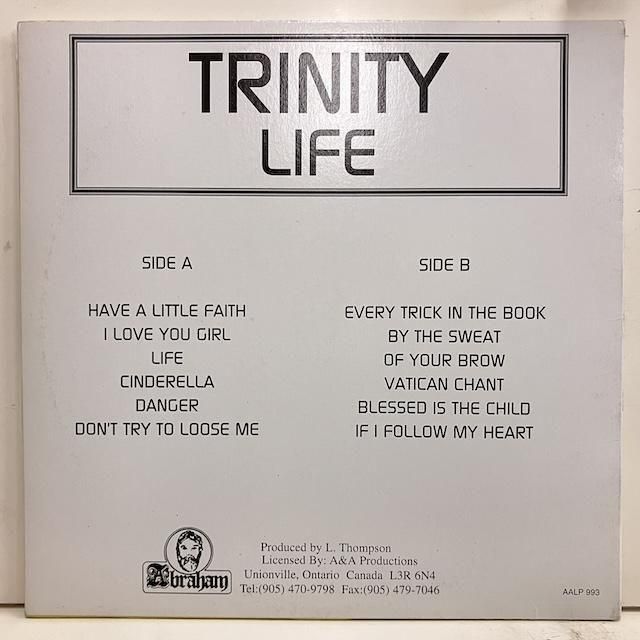 TRINITY
LIFE
SIDE A
HAVE A LITTLE FAITH
I LOVE YOU GIRL
LIFE
CINDERELLA
DANGER
DON'T TRY TO LOOSE ME
SIDE B
EVERY TRICK IN THE BOOK
BY THE SWEAT
OF YOUR BROW
VATICAN CHANT
BLESSED IS THE CHILD
IF I FOLLOW MY HEART
Abraham
Produced by L. Thompson
Licensed By: A&A Productions
Unionville, Ontario Canada L3R 6N4
Tel:(905) 470-9798 Fax:(905) 479-7046
AALP 993